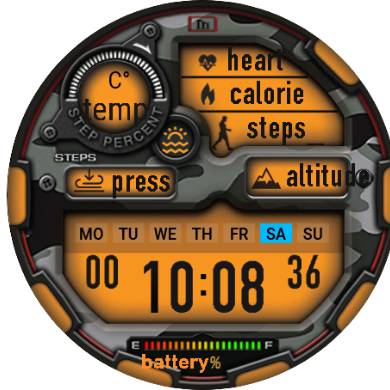 m
heart
C°
calorie
temp
steps
STEP PERCENT
STEPS
press
altitude
MO TU WE TH FR SA SU
00 10:08 36
E F
battery%